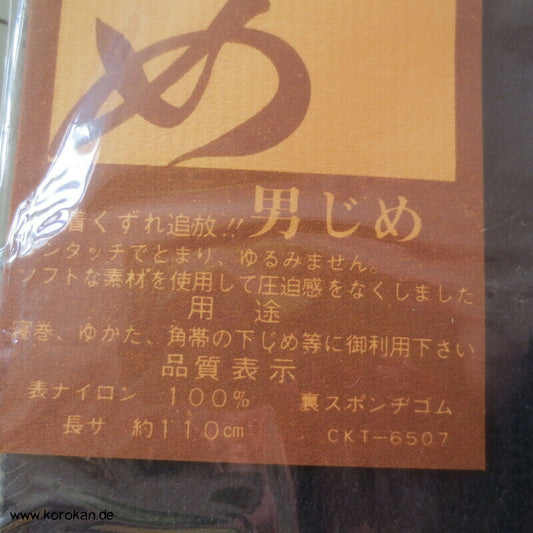 め
着くずれ追放!! 男じめ
ワンタッチでとまり、ゆるみません。
ソフトな素材を使用して圧迫感をなくしました
用 途
寝巻、ゆかた、角帯の下じめ等に御利用下さい
品質表示
表ナイロン 100% 裏スポンヂゴム
長サ 約110cm CKT-6507
www.korokan.de